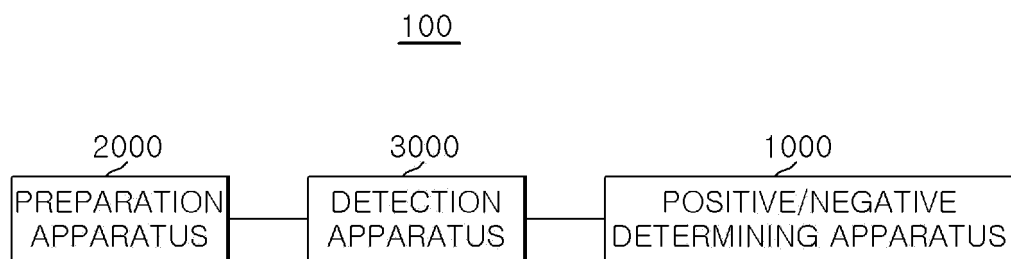 100
2000
3000
1000
PREPARATION
APPARATUS
DETECTION
APPARATUS
POSITIVE/NEGATIVE
DETERMINING APPARATUS